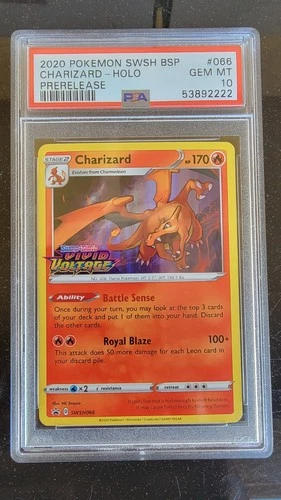 2020 POKEMON SWSH BSP #066
CHARIZARD - HOLO GEM MT
PRERELEASE 10
PSA 53892222
STAGE 2 Charizard HP 170
Evolves from Charmeleon
VIVID VOLTAGE
Ability Battle Sense
Once during your turn, you may look at the top 3 cards
of your deck and put 1 of them into your hand. Discard
the other cards.
Royal Blaze 100+
This attack does 50 more damage for each Leon card in
your discard pile.
weakness ×2 resistance retreat
SWSH066